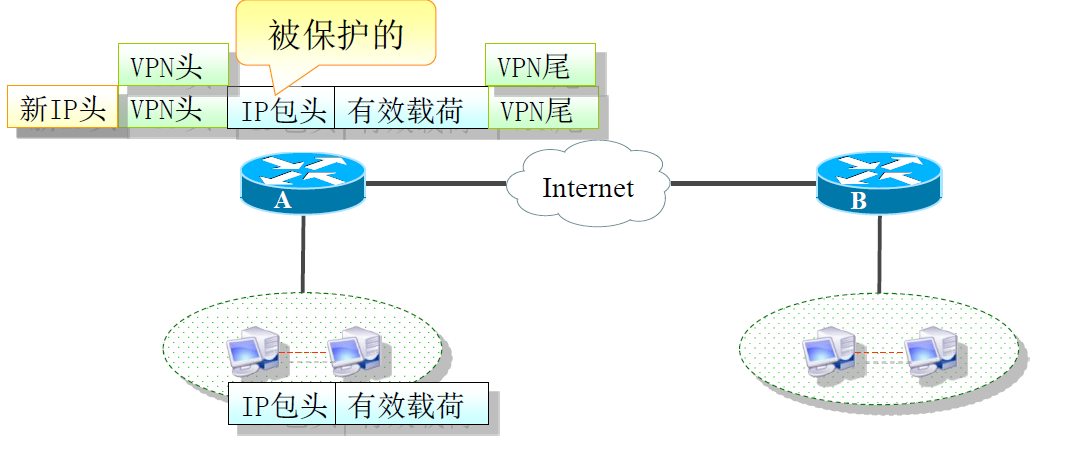 被保护的
VPN头
VPN尾
新IP头
VPN头
IP包头
有效载荷
VPN尾
Internet
A
B
IP包头
有效载荷